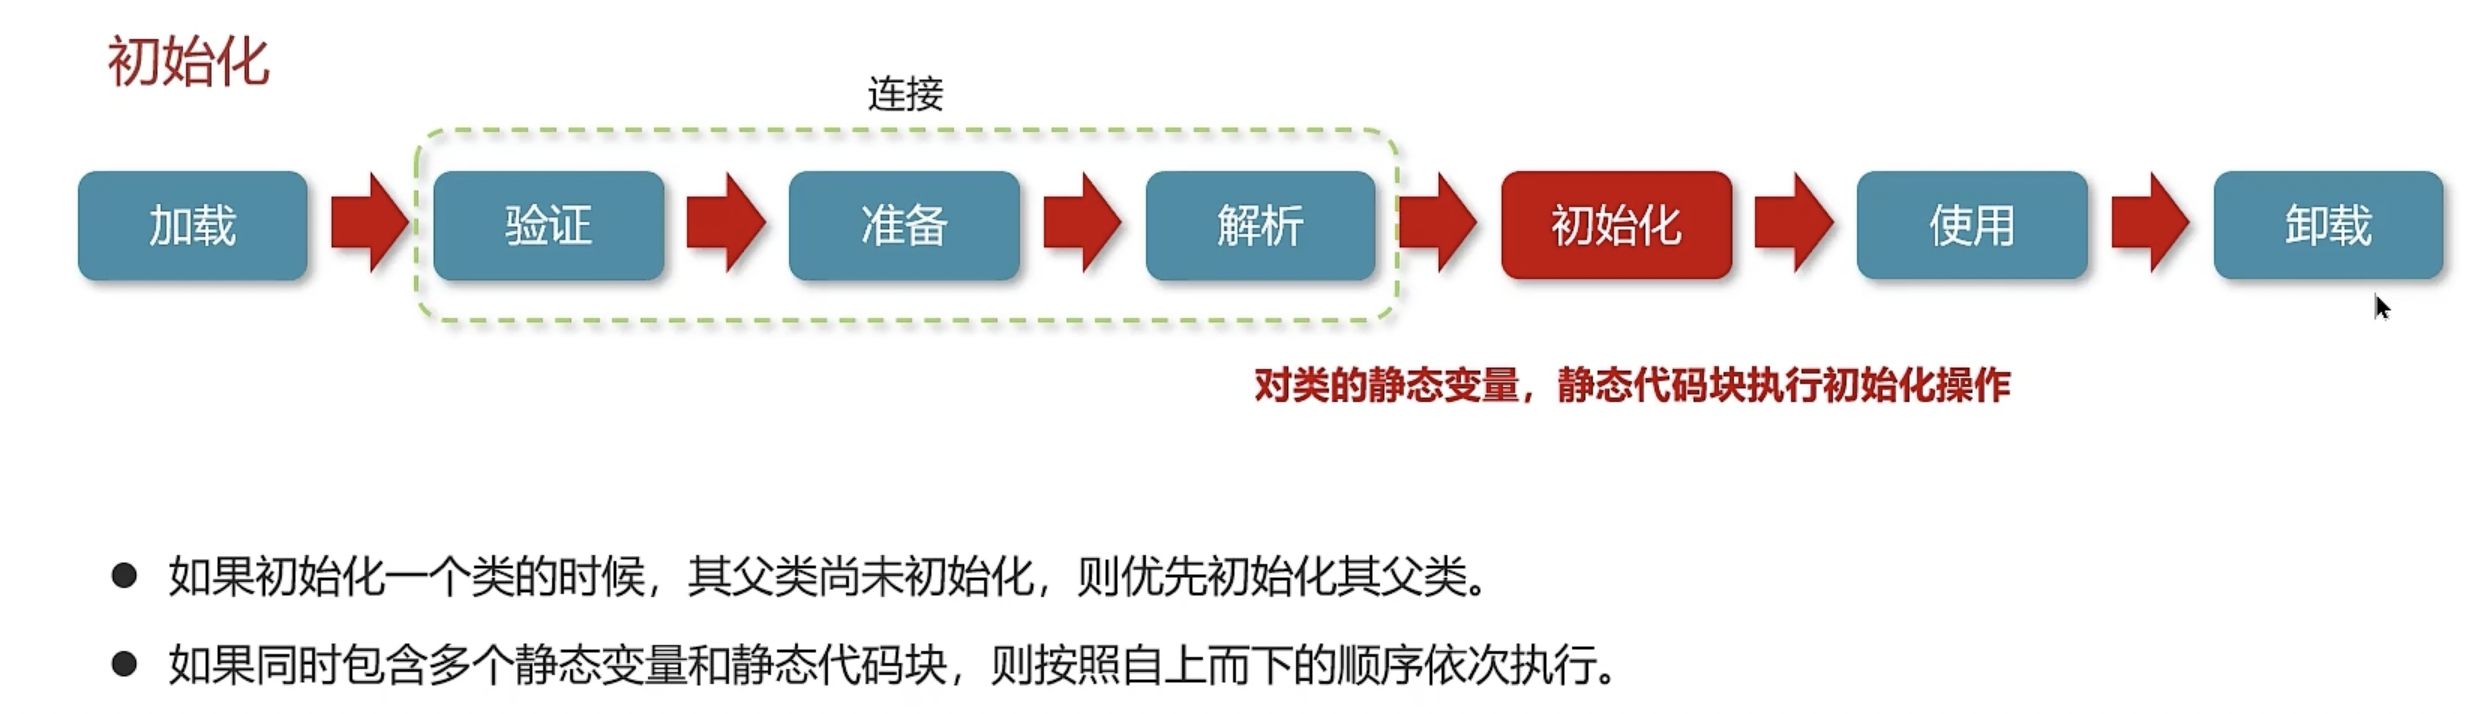 初始化
连接
加载
验证
准备
解析
初始化
使用
卸载
对类的静态变量，静态代码块执行初始化操作
● 如果初始化一个类的时候，其父类尚未初始化，则优先初始化其父类。
● 如果同时包含多个静态变量和静态代码块，则按照自上而下的顺序依次执行。